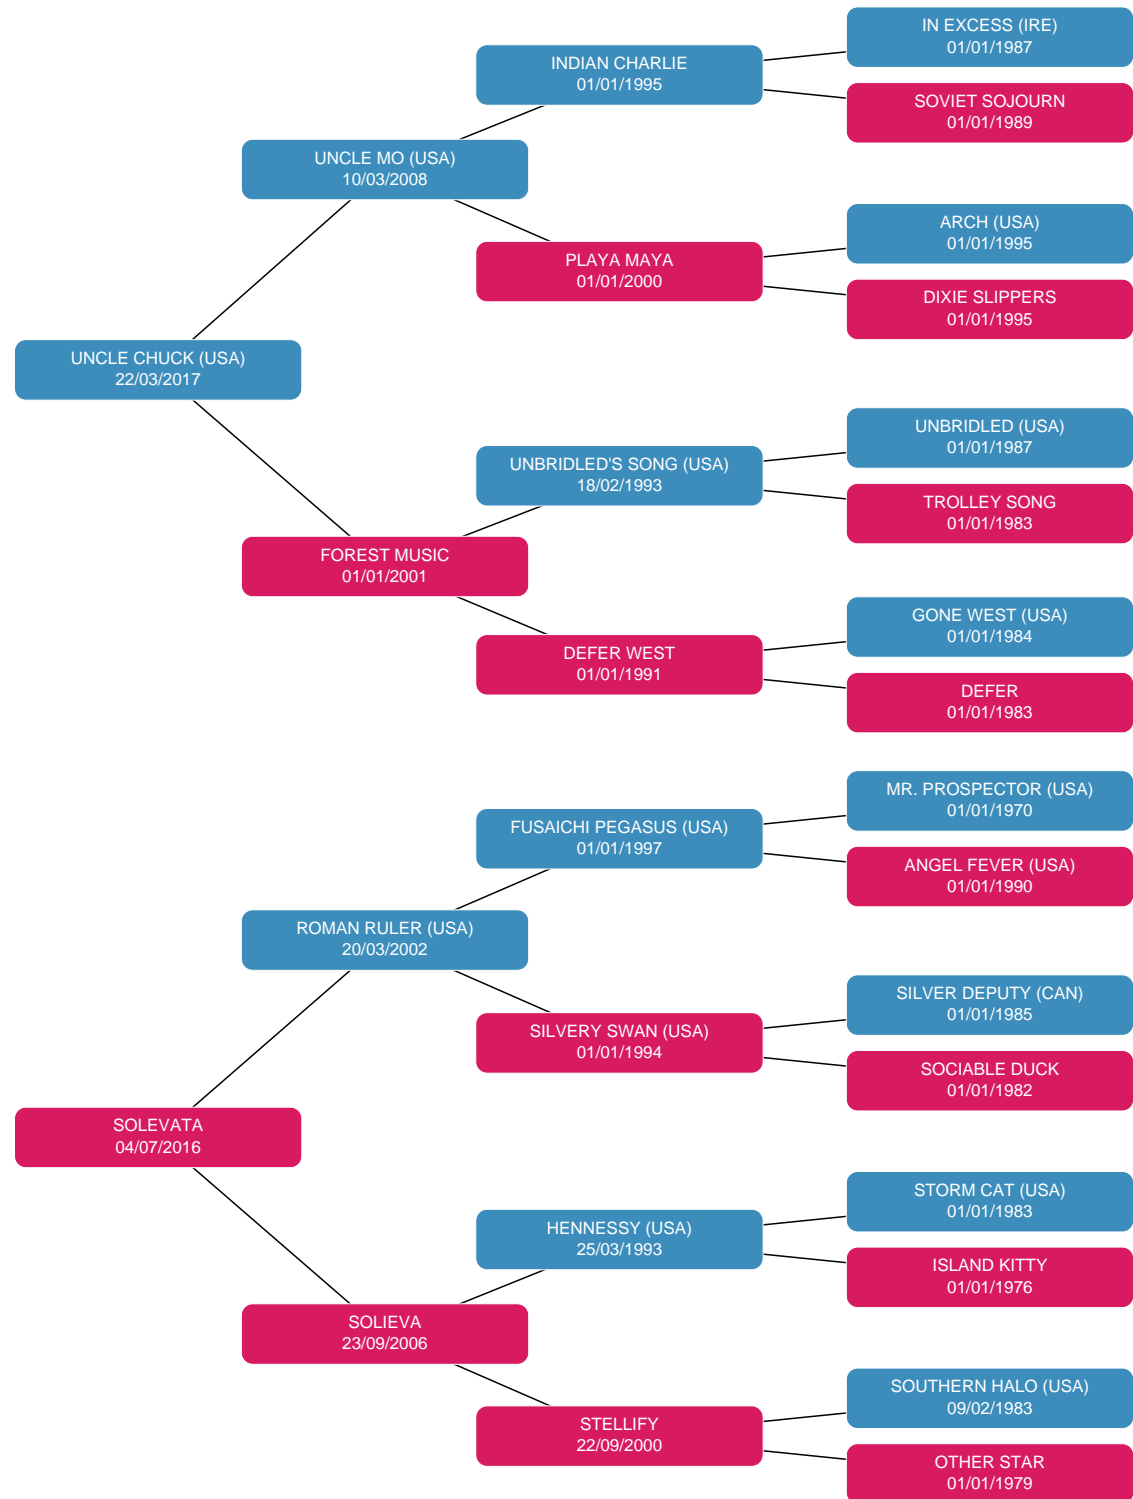 IN EXCESS (IRE)
01/01/1987
INDIAN CHARLIE
01/01/1995
SOVIET SOJOURN
01/01/1989
UNCLE MO (USA)
10/03/2008
ARCH (USA)
01/01/1995
PLAYA MAYA
01/01/2000
DIXIE SLIPPERS
01/01/1995
UNCLE CHUCK (USA)
22/03/2017
UNBRIDLED (USA)
01/01/1987
UNBRIDLED'S SONG (USA)
18/02/1993
TROLLEY SONG
01/01/1983
FOREST MUSIC
01/01/2001
GONE WEST (USA)
01/01/1984
DEFER WEST
01/01/1991
DEFER
01/01/1983
MR. PROSPECTOR (USA)
01/01/1970
FUSAICHI PEGASUS (USA)
01/01/1997
ANGEL FEVER (USA)
01/01/1990
ROMAN RULER (USA)
20/03/2002
SILVER DEPUTY (CAN)
01/01/1985
SILVERY SWAN (USA)
01/01/1994
SOCIABLE DUCK
01/01/1982
SOLEVATA
04/07/2016
STORM CAT (USA)
01/01/1983
HENNESSY (USA)
25/03/1993
ISLAND KITTY
01/01/1976
SOLIEVA
23/09/2006
SOUTHERN HALO (USA)
09/02/1983
STELLIFY
22/09/2000
OTHER STAR
01/01/1979